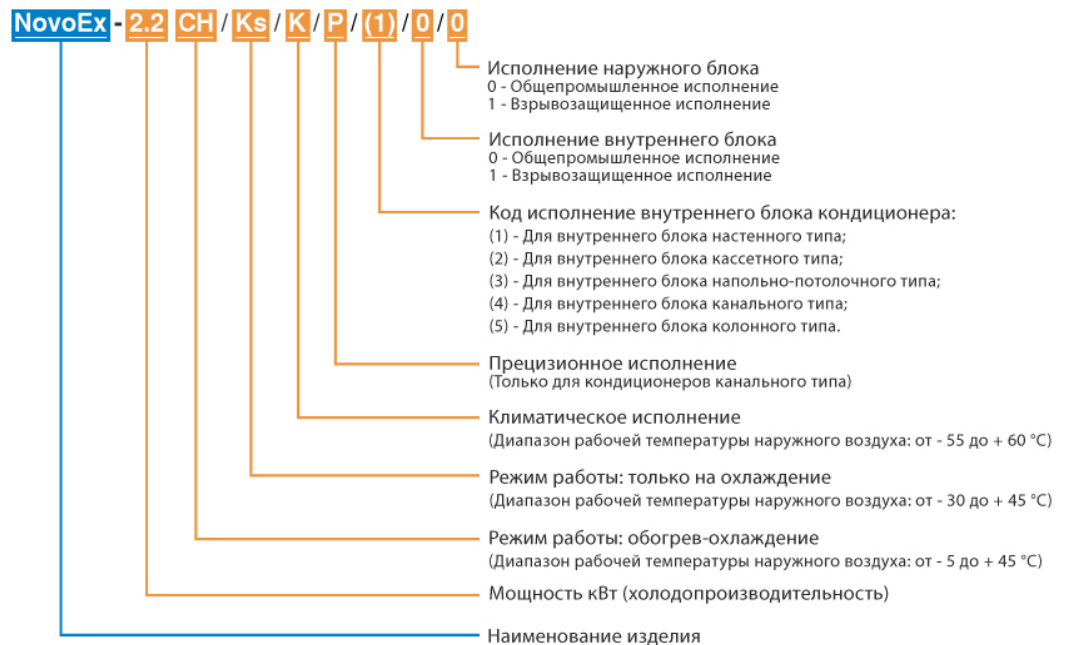 NovoEx - 2.2 CH / Ks / K / P / (1) / 0 / 0
Исполнение наружного блока
0 - Общепромышленное исполнение
1 - Взрывозащищенное исполнение
Исполнение внутреннего блока
0 - Общепромышленное исполнение
1 - Взрывозащищенное исполнение
Код исполнение внутреннего блока кондиционера:
(1) - Для внутреннего блока настенного типа;
(2) - Для внутреннего блока кассетного типа;
(3) - Для внутреннего блока напольно-потолочного типа;
(4) - Для внутреннего блока канального типа;
(5) - Для внутреннего блока колонного типа.
Прецизионное исполнение
(Только для кондиционеров канального типа)
Климатическое исполнение
(Диапазон рабочей температуры наружного воздуха: от - 55 до + 60 °C)
Режим работы: только на охлаждение
(Диапазон рабочей температуры наружного воздуха: от - 30 до + 45 °C)
Режим работы: обогрев-охлаждение
(Диапазон рабочей температуры наружного воздуха: от - 5 до + 45 °C)
Мощность кВт (холодопроизводительность)
Наименование изделия